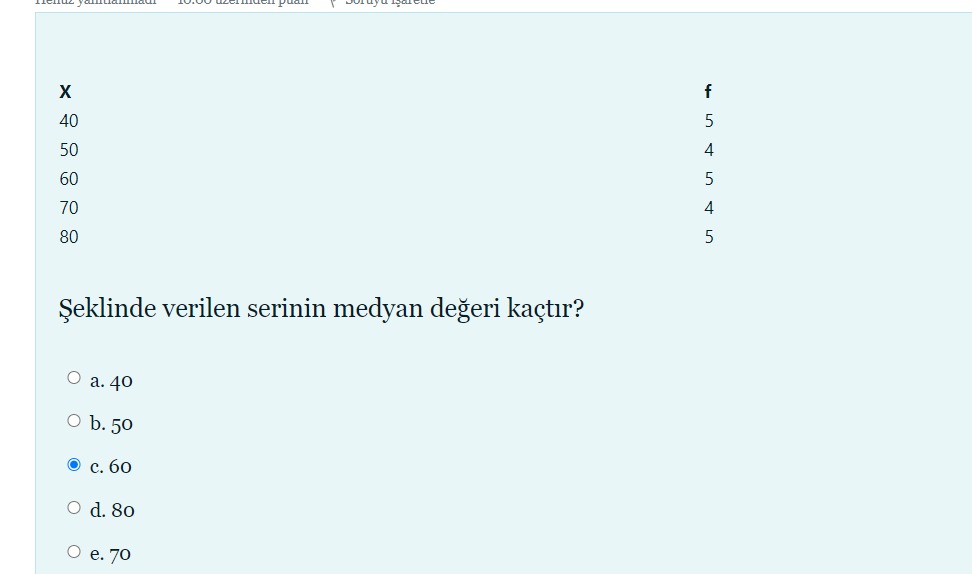 Henüz yanıtlanmadı 10.00 üzerinden puan Soruyu işaretle
X f
40 5
50 4
60 5
70 4
80 5
Şeklinde verilen serinin medyan değeri kaçtır?
a. 40
b. 50
c. 60
d. 80
e. 70